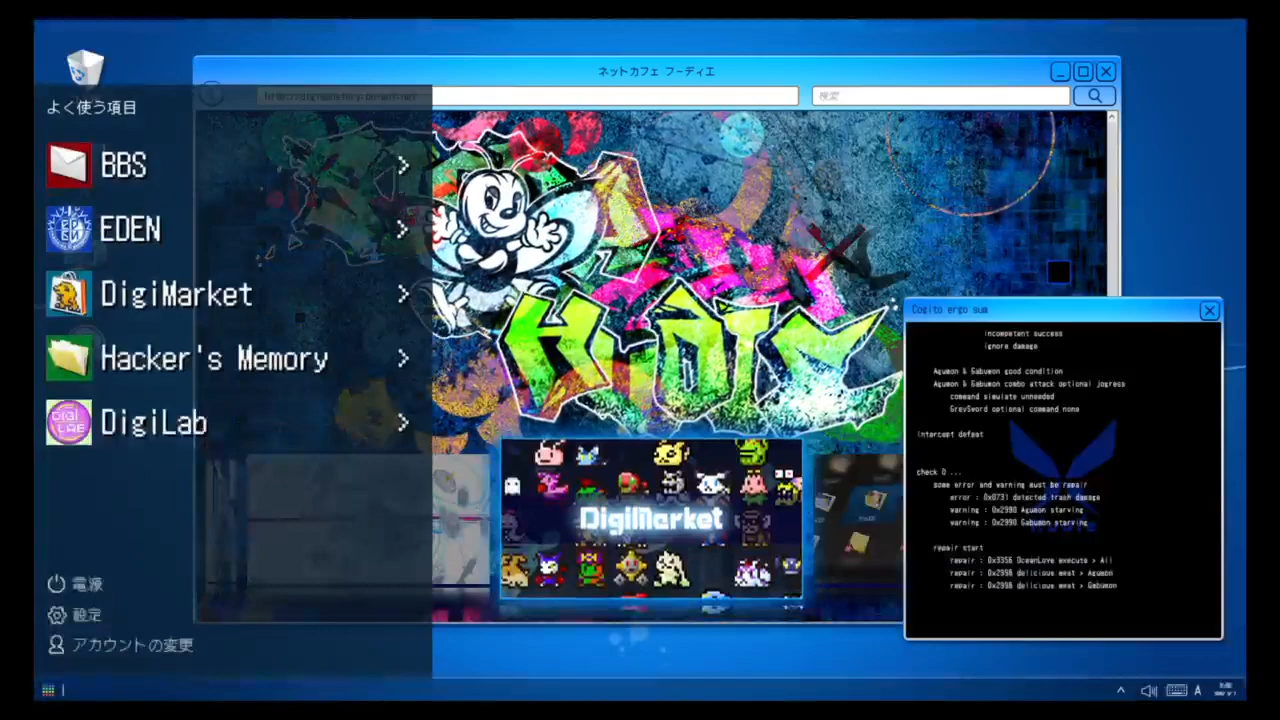 ネットカフェ フーディエ
検索
よく使う項目
BBS
EDEN
DigiMarket
Hacker's Memory
DigiLab
電源
設定
アカウントの変更
HUDIE
DigiMarket
Cogito ergo sum
incompetent success
ignore damage
Agumon & Gabumon good condition
Agumon & Gabumon combo attack optional jogress
command simulate unneeded
GreySword optional command none
intercept defeat
check D ...
some error and warning must be repair
error : 0x0731 detected trash damage
warning : 0x2990 Agumon starving
warning : 0x2990 Gabumon starving
repair start
repair : 0x3356 OceanLove execute > All
repair : 0x2998 delicious meat > Agumon
repair : 0x2998 delicious meat > Gabumon
A